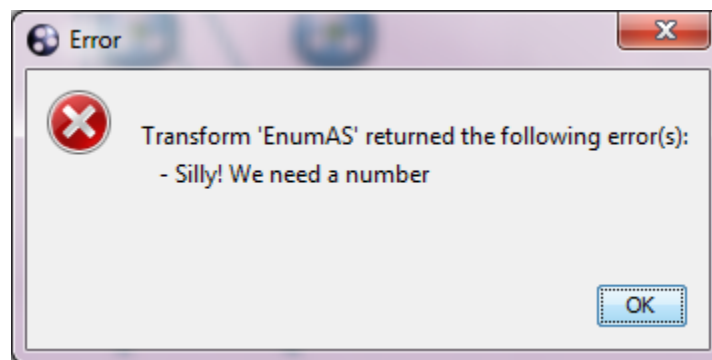 Error
Transform 'EnumAS' returned the following error(s):
- Silly! We need a number
OK